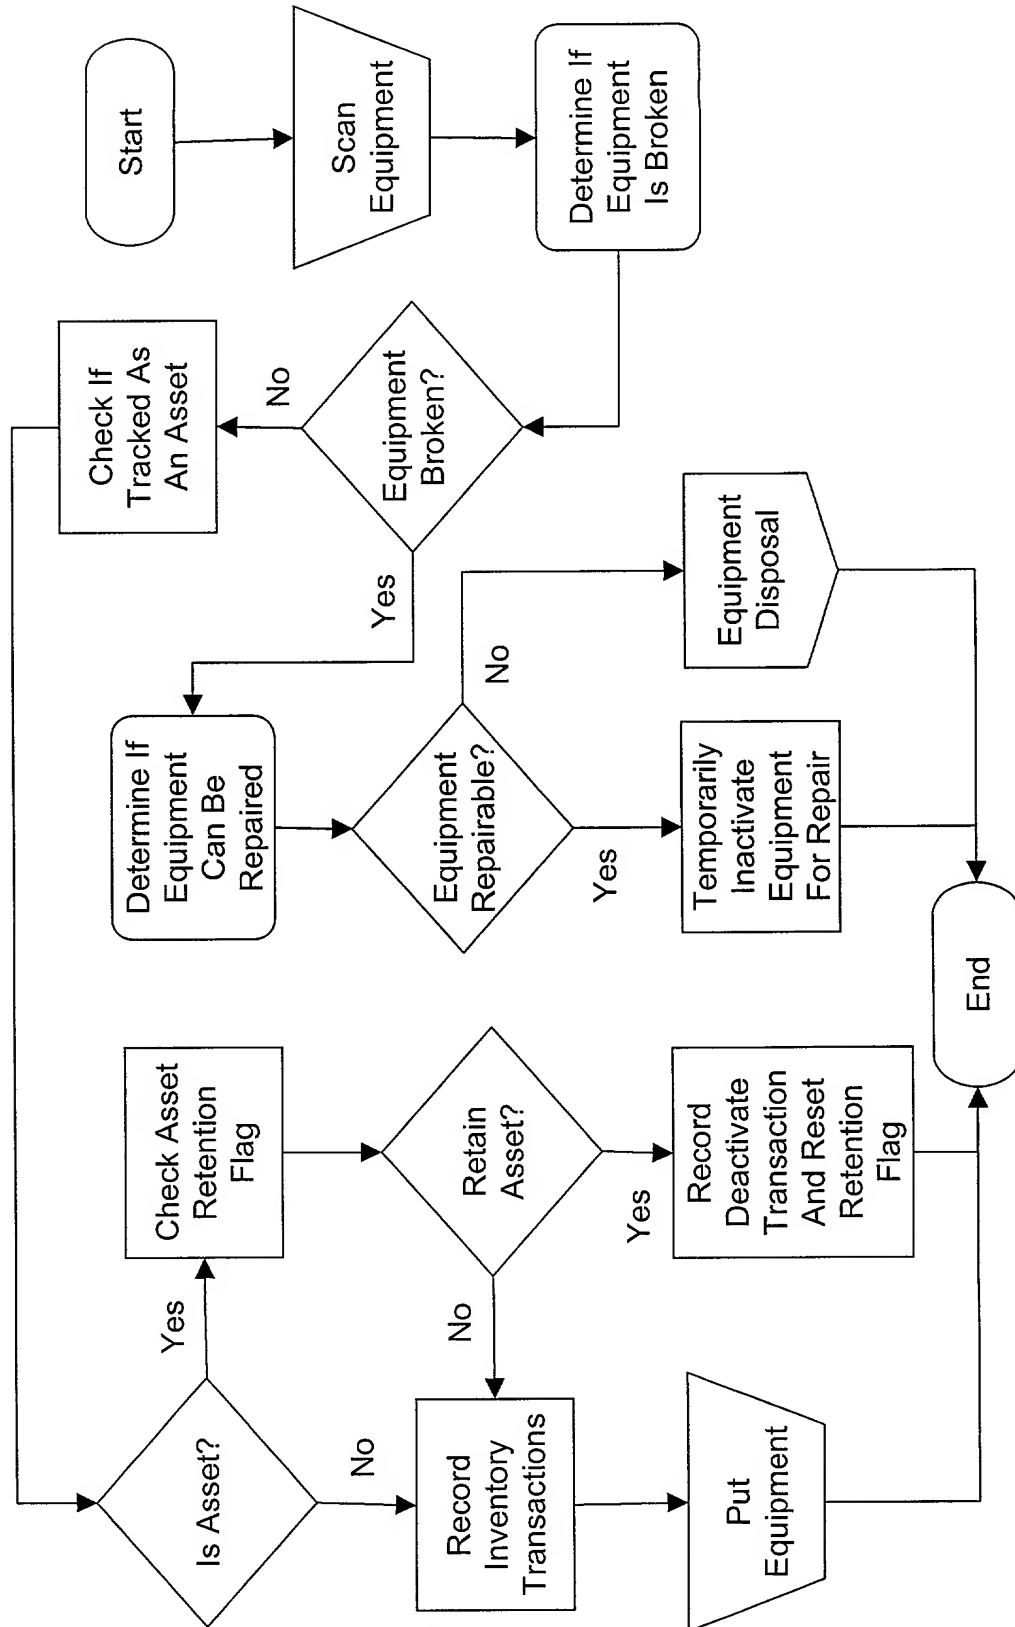 Start
Scan
Equipment
Determine If
Equipment
Is Broken
Equipment
Broken?
No
Yes
Check If
Tracked As
An Asset
Determine If
Equipment
Can Be
Repaired
Equipment
Repairable?
No
Yes
Equipment
Disposal
Temporarily
Inactivate
Equipment
For Repair
Is Asset?
Yes
No
Check Asset
Retention
Flag
Retain
Asset?
No
Yes
Record
Inventory
Transactions
Record
Deactivate
Transaction
And Reset
Retention
Flag
Put
Equipment
End